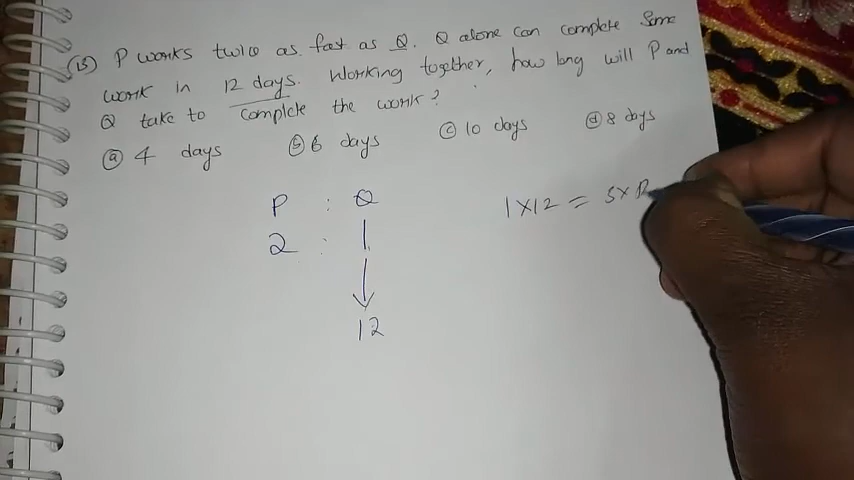 (15) P works twice as fast as Q. Q alone can complete some
work in 12 days. Working together, how long will P and
Q take to complete the work?
(a) 4 days (b) 6 days (c) 10 days (d) 8 days
P : Q
2 : 1
12
1×12 =